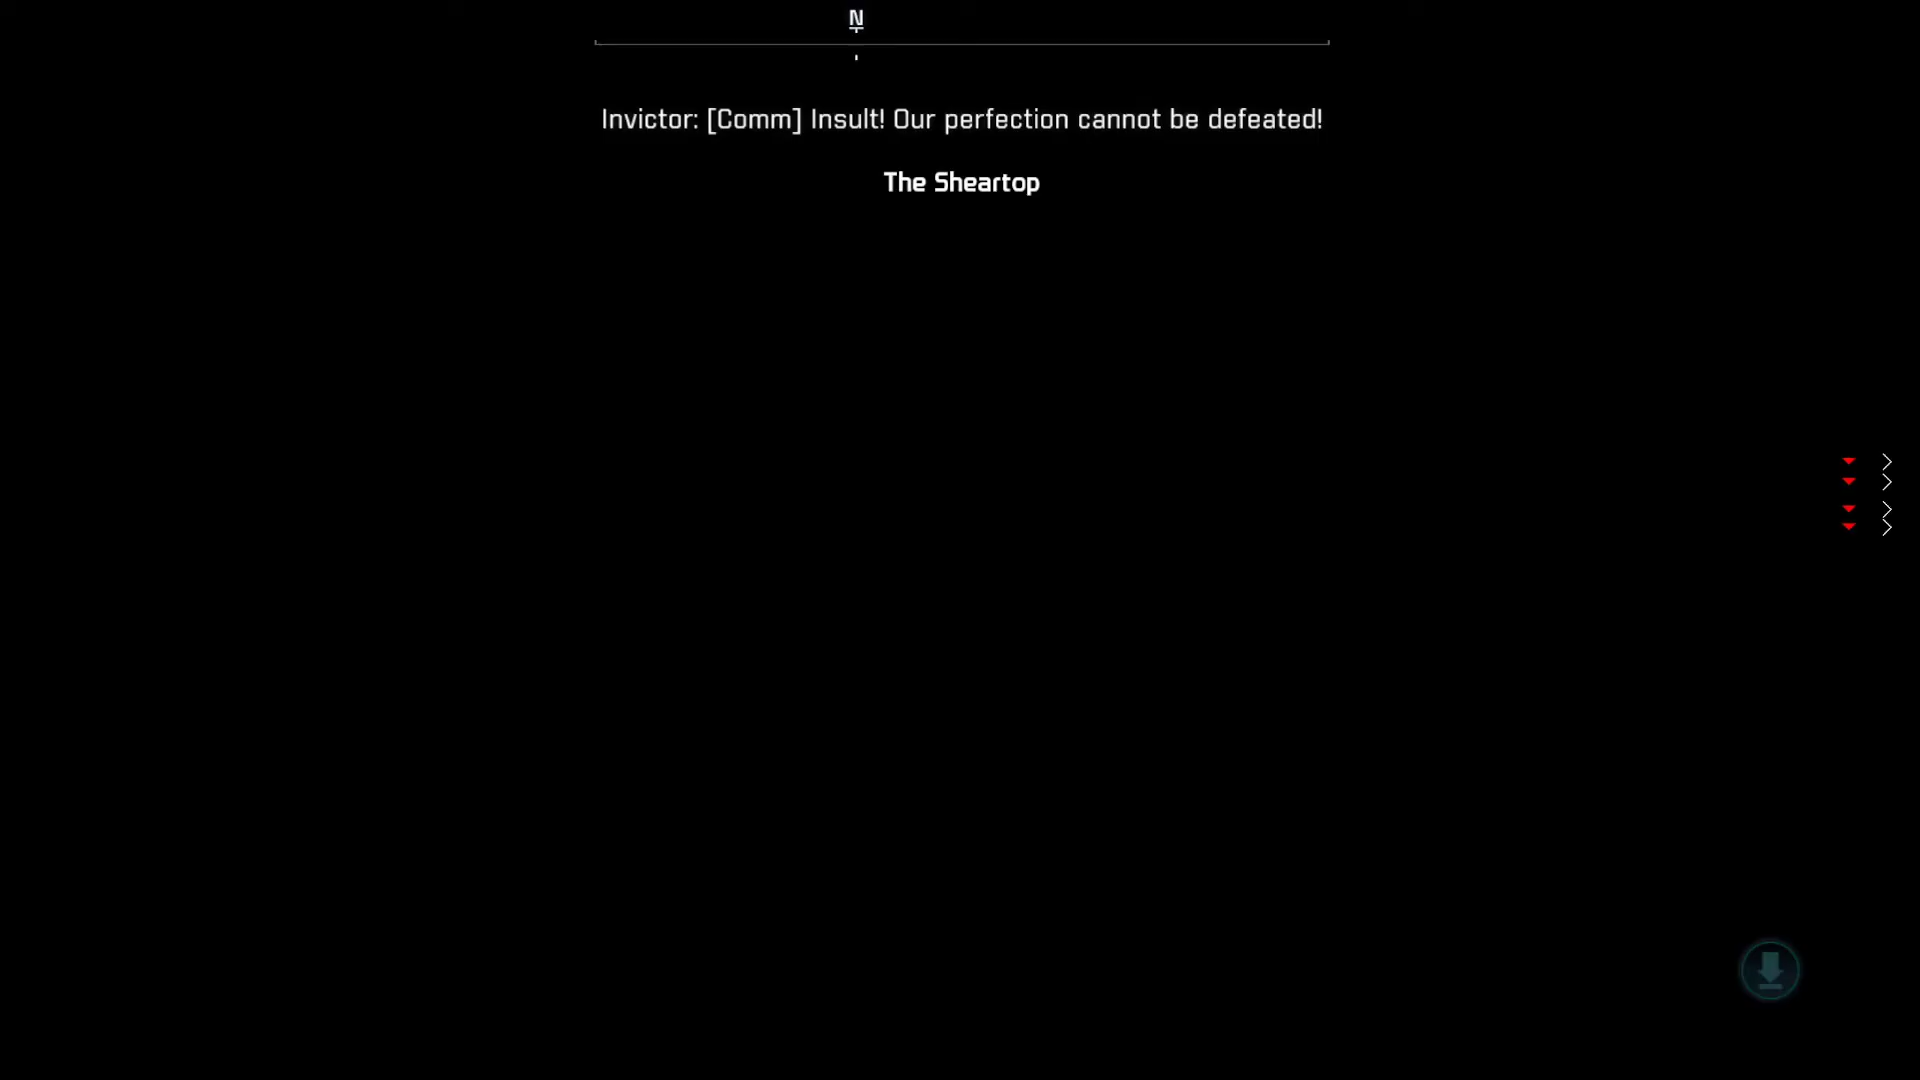 N
Invictor: [Comm] Insult! Our perfection cannot be defeated!
The Sheartop